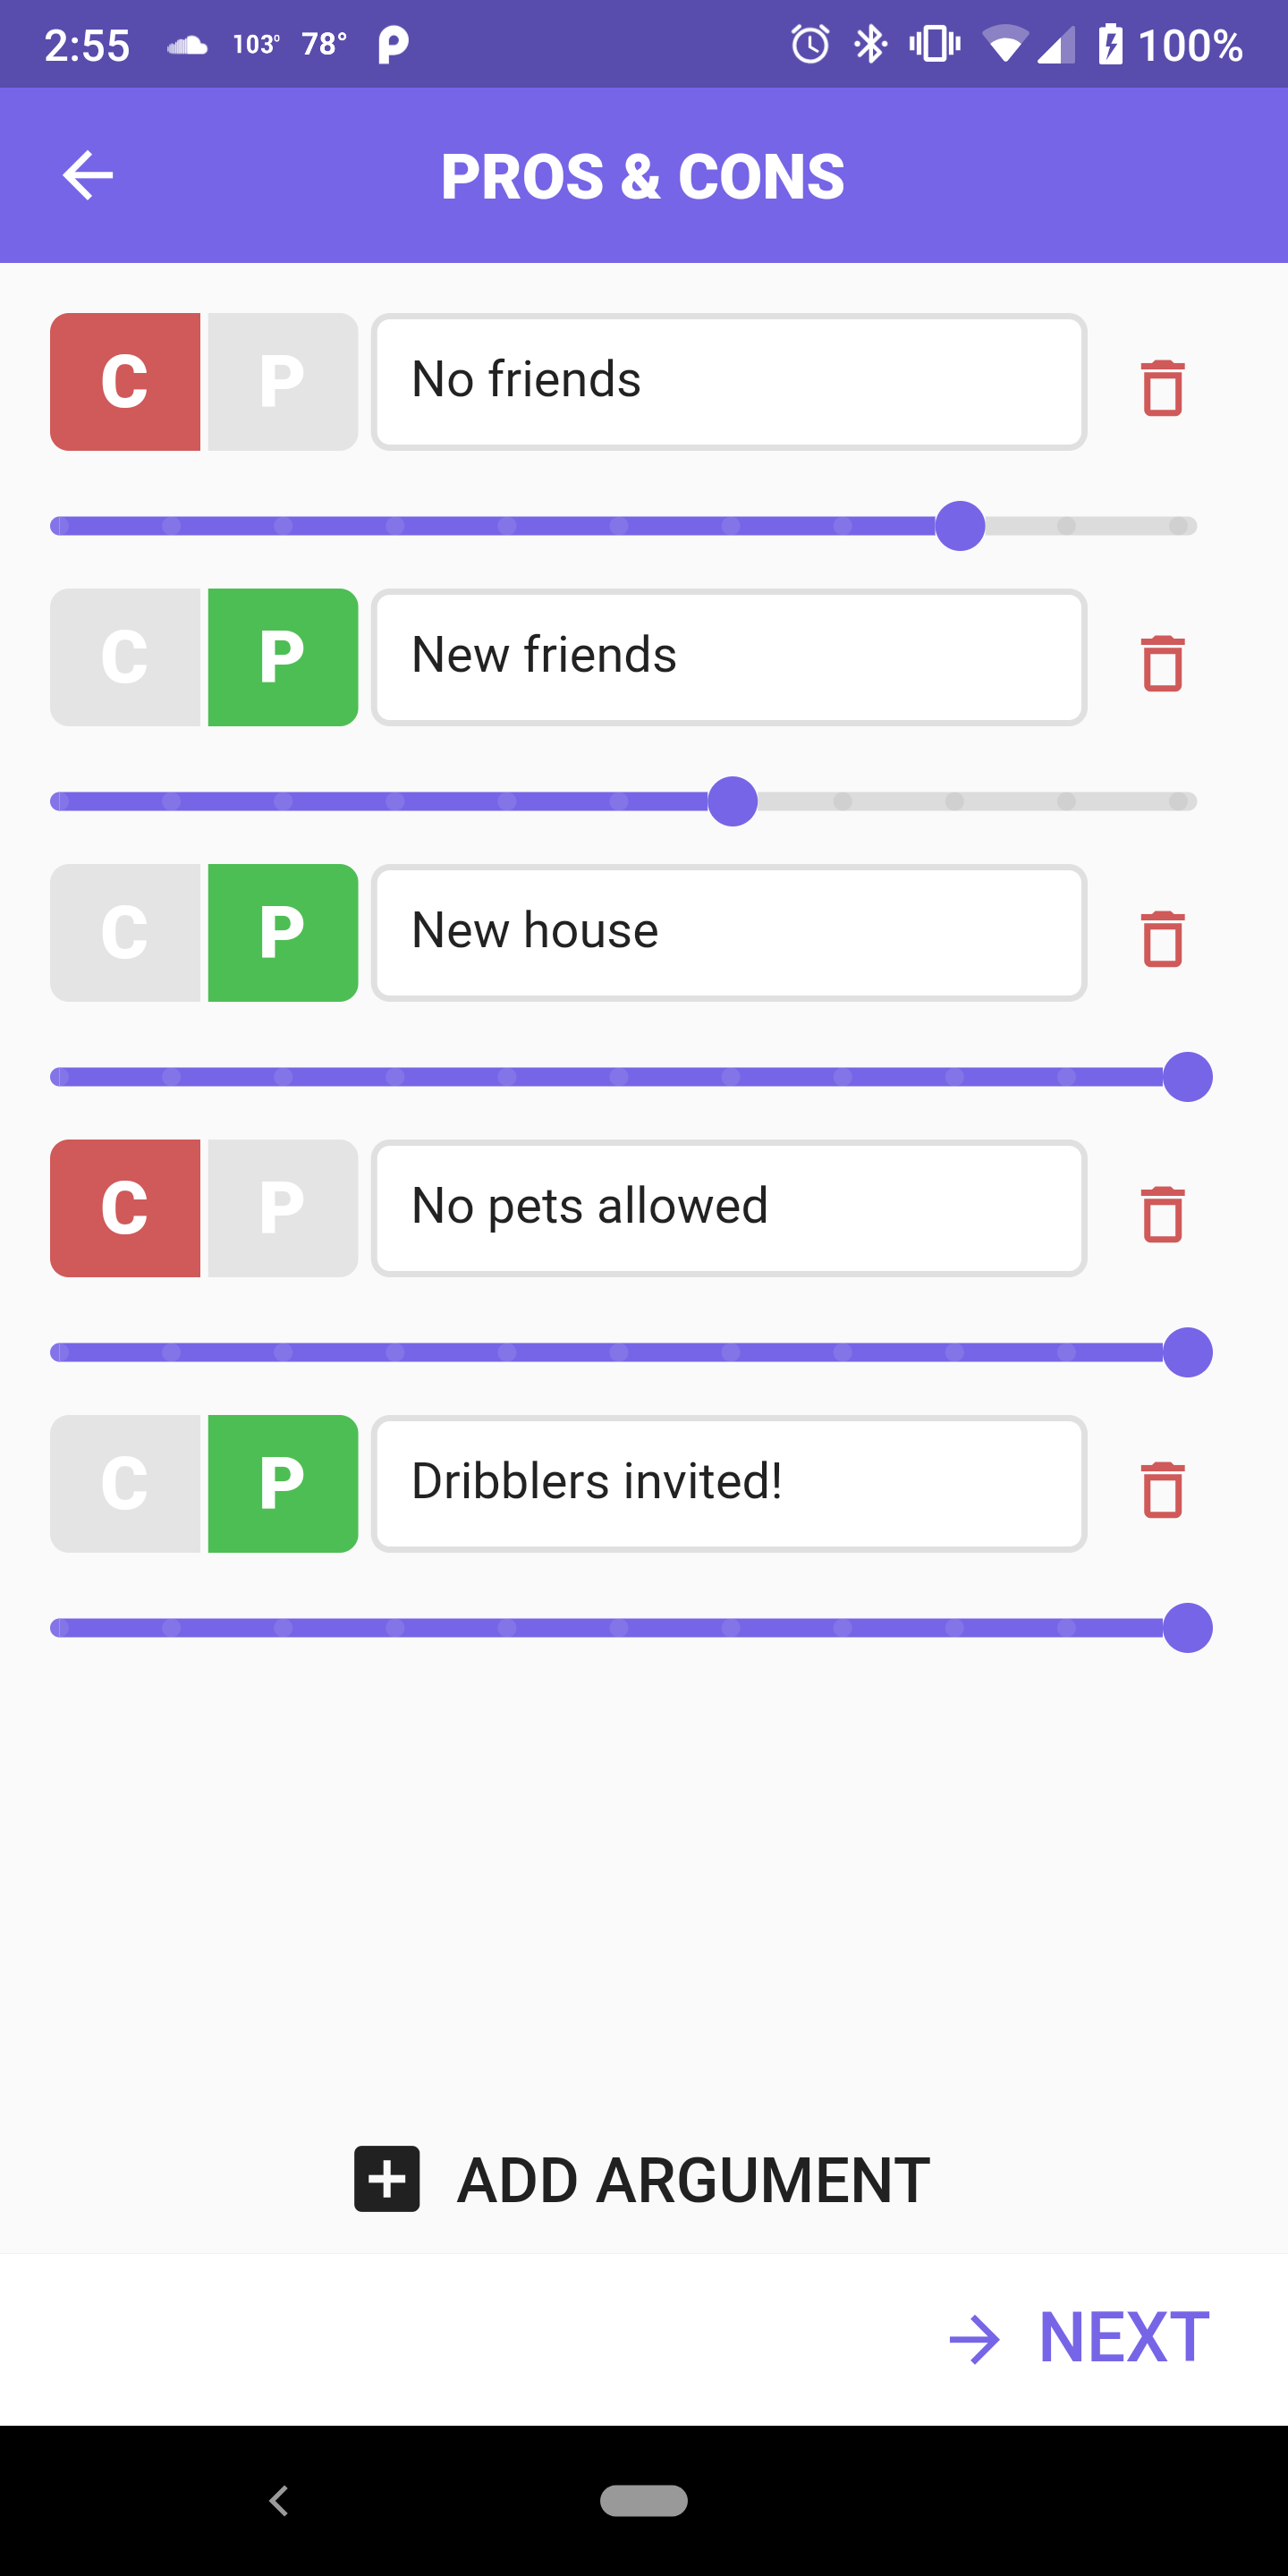 2:55 103° 78° 100%
PROS & CONS
C P No friends
C P New friends
C P New house
C P No pets allowed
C P Dribblers invited!
ADD ARGUMENT
NEXT